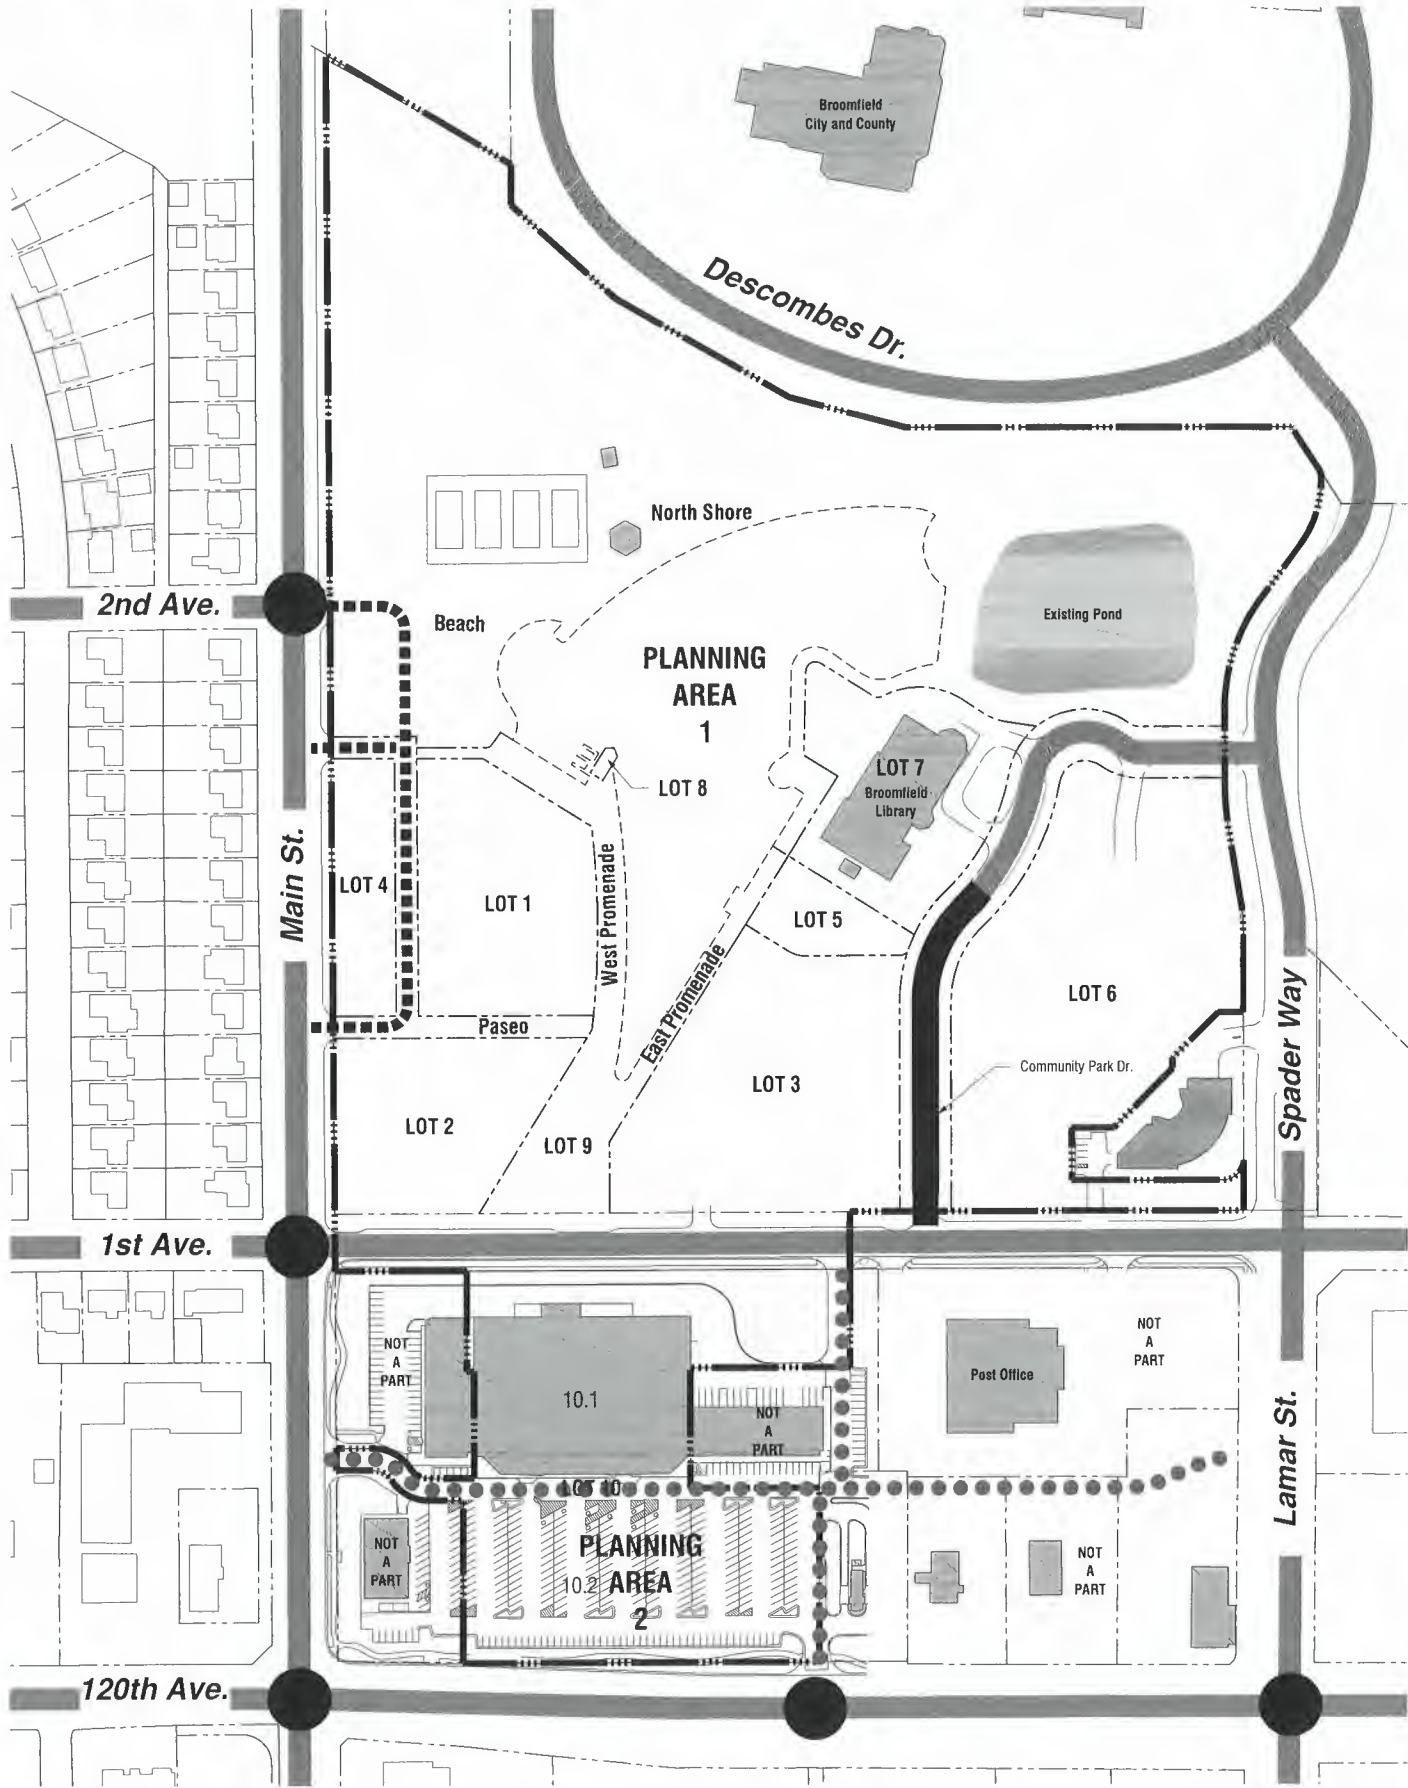 Broomfield
City and County
Descombes Dr.
North Shore
2nd Ave.
Beach
Existing Pond
PLANNING
AREA
1
LOT 7
Broomfield
Library
LOT 8
Main St.
LOT 4
LOT 1
West Promenade
LOT 5
East Promenade
LOT 6
Spader Way
Paseo
Community Park Dr.
LOT 3
LOT 2
LOT 9
1st Ave.
NOT
A
PART
10.1
NOT
A
PART
Post Office
NOT
A
PART
Lamar St.
LOT 10
NOT
A
PART
PLANNING
10.2 AREA
2
NOT
A
PART
120th Ave.